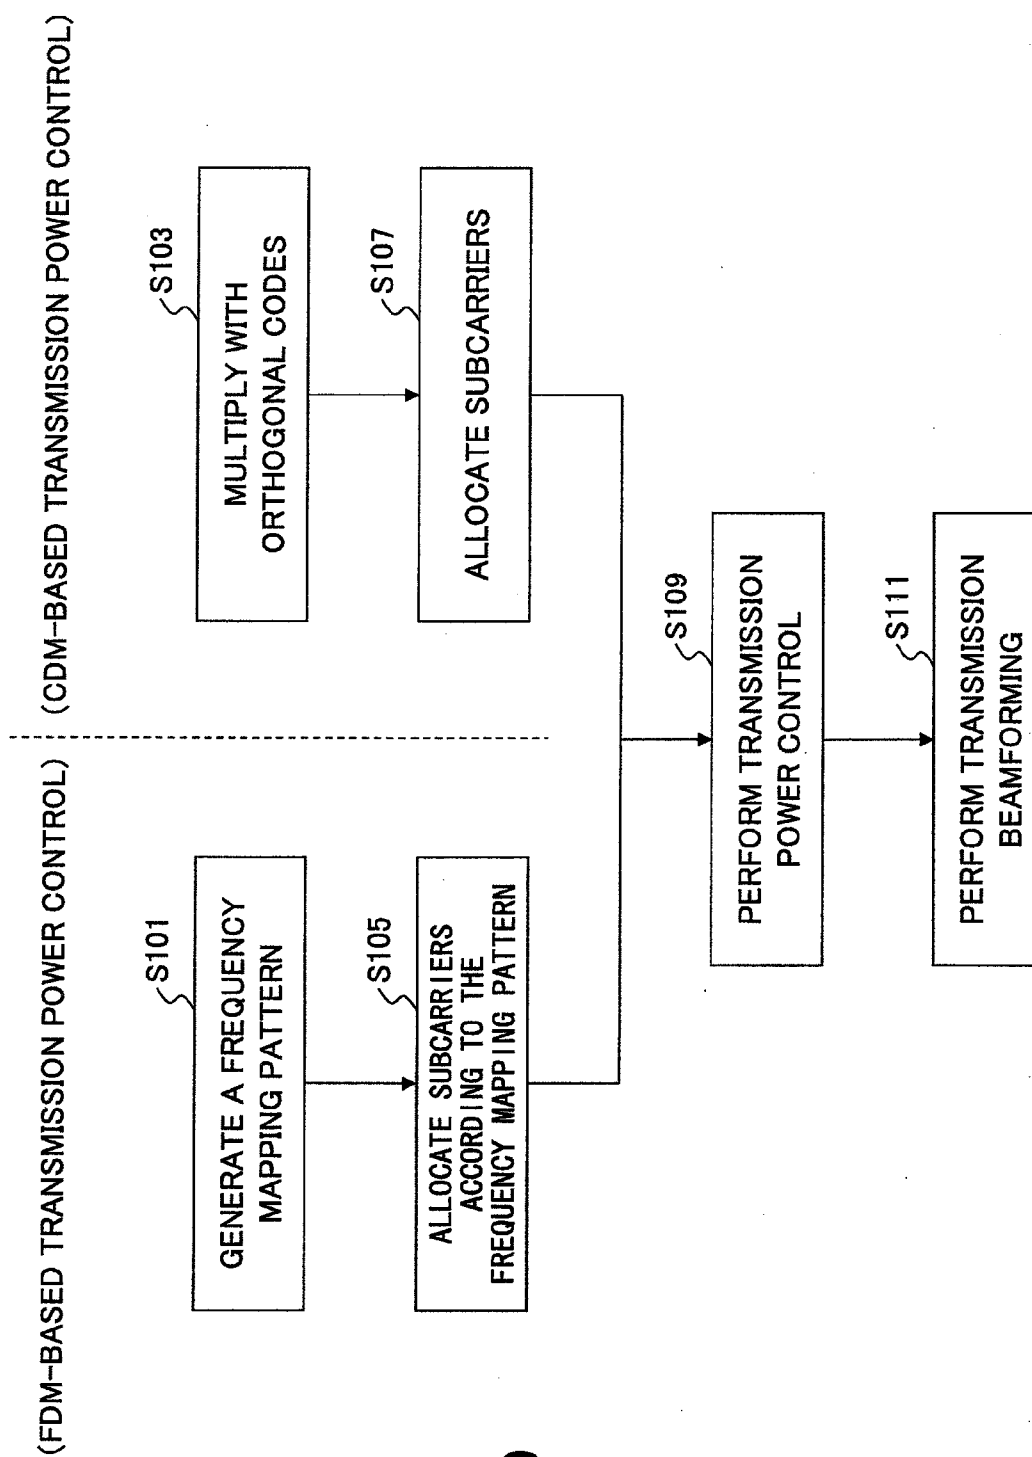 (FDM-BASED TRANSMISSION POWER CONTROL)
(CDM-BASED TRANSMISSION POWER CONTROL)
S101
GENERATE A FREQUENCY
MAPPING PATTERN
S103
MULTIPLY WITH
ORTHOGONAL CODES
S105
ALLOCATE SUBCARRIERS
ACCORDING TO THE
FREQUENCY MAPPING PATTERN
S107
ALLOCATE SUBCARRIERS
S109
PERFORM TRANSMISSION
POWER CONTROL
S111
PERFORM TRANSMISSION
BEAMFORMING